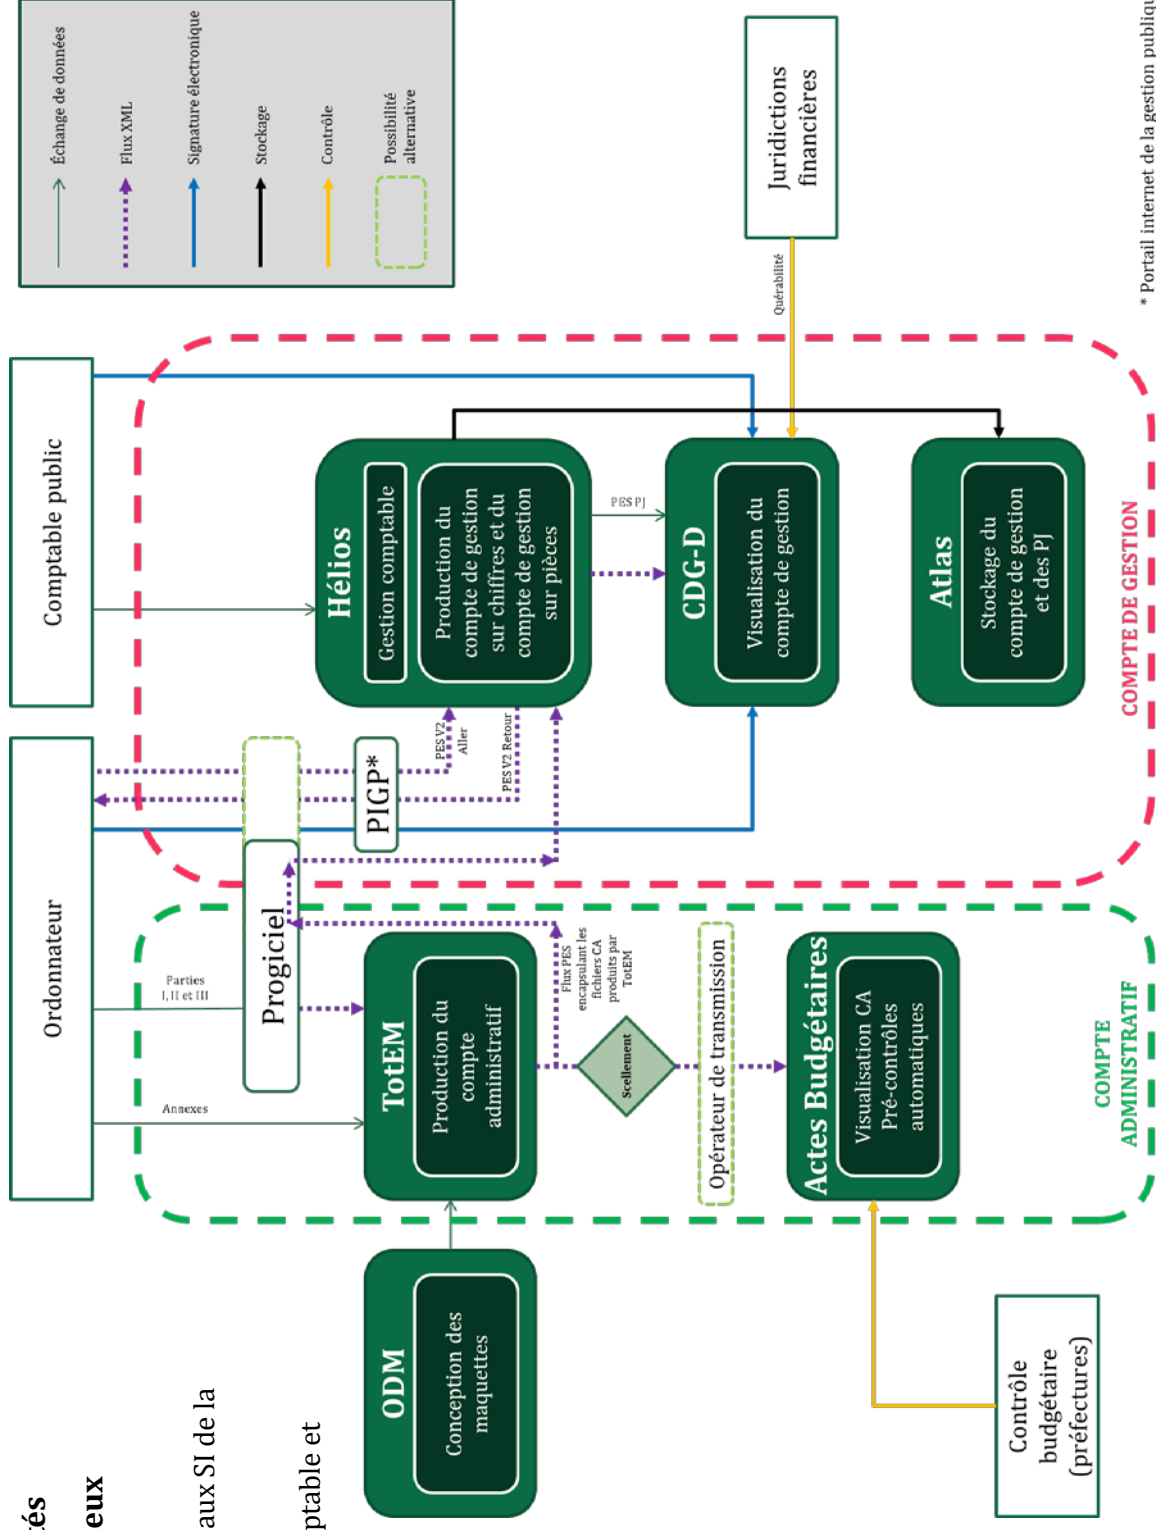 tés
eux
aux SI de la
ptable et
Ordonnateur
Comptable public
Échange de données
Flux XML
Signature électronique
Stockage
Contrôle
Possibilité
alternative
Annexes
Parties
I, II et III
Progiciel
PIGP*
PES V2
Aller
PES V2 Retour
ODM
Conception des
maquettes
TotEM
Production du
compte
administratif
Hélios
Gestion comptable
Production du
compte de gestion
sur chiffres et du
compte de gestion
sur pièces
Flux PES
encapsulant les
fichiers CA
produits par
TotEM
scellement
PES PJ
Opérateur de transmission
CDG-D
Visualisation du
compte de gestion
Quérabilité
Juridictions
financières
Actes Budgétaires
Visualisation CA
Pré-contrôles
automatiques
Atlas
Stockage du
compte de gestion
et des PJ
Contrôle
budgétaire
(préfectures)
COMPTE
ADMINISTRATIF
COMPTE DE GESTION
* Portail internet de la gestion publiqu